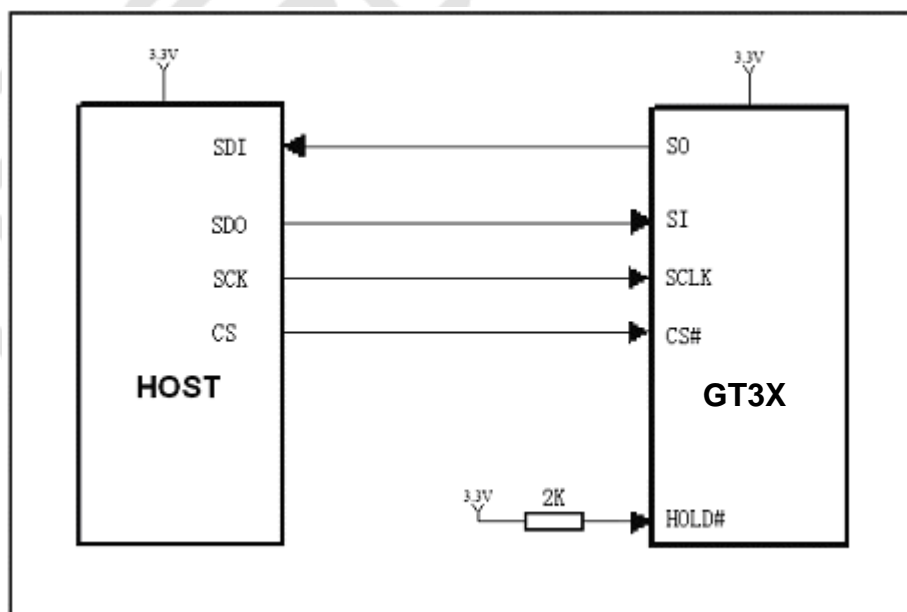 3.3V 3.3V
SDI SO
SDO SI
SCK SCLK
CS CS#
HOST GT3X
3.3V 2K HOLD#